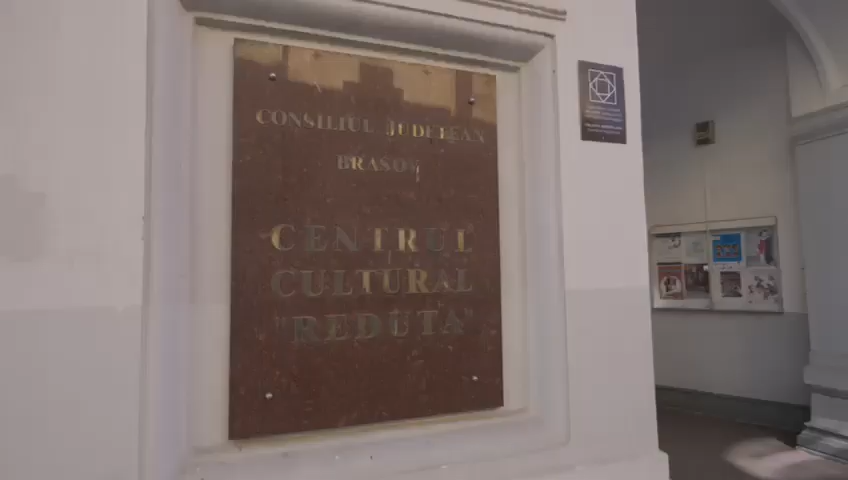 CONSILIUL JUDEȚEAN
BRAȘOV
CENTRUL
CULTURAL
"REDUTA"